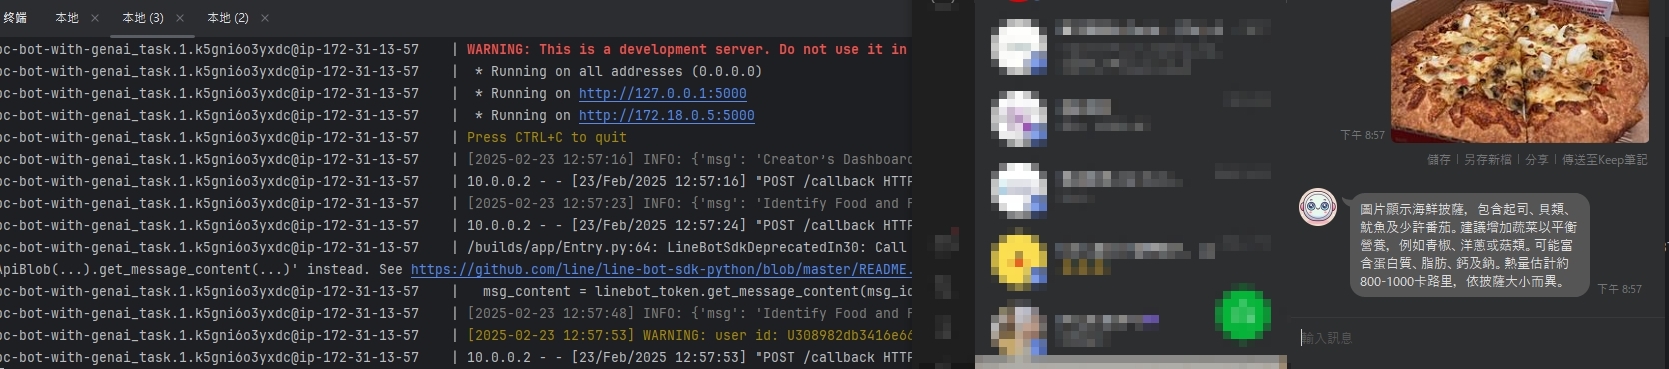 终端 本地 × 本地 (3) × 本地 (2) ×
oc-bot-with-genai_task.1.k5gni6o3yxdc@ip-172-31-13-57 | WARNING: This is a development server. Do not use it in
oc-bot-with-genai_task.1.k5gni6o3yxdc@ip-172-31-13-57 | * Running on all addresses (0.0.0.0)
oc-bot-with-genai_task.1.k5gni6o3yxdc@ip-172-31-13-57 | * Running on http://127.0.0.1:5000
oc-bot-with-genai_task.1.k5gni6o3yxdc@ip-172-31-13-57 | * Running on http://172.18.0.5:5000
oc-bot-with-genai_task.1.k5gni6o3yxdc@ip-172-31-13-57 | Press CTRL+C to quit
oc-bot-with-genai_task.1.k5gni6o3yxdc@ip-172-31-13-57 | [2025-02-23 12:57:16] INFO: {'msg': 'Creator's Dashboard
oc-bot-with-genai_task.1.k5gni6o3yxdc@ip-172-31-13-57 | 10.0.0.2 - - [23/Feb/2025 12:57:16] "POST /callback HTTP
oc-bot-with-genai_task.1.k5gni6o3yxdc@ip-172-31-13-57 | [2025-02-23 12:57:23] INFO: {'msg': 'Identify Food and F
oc-bot-with-genai_task.1.k5gni6o3yxdc@ip-172-31-13-57 | 10.0.0.2 - - [23/Feb/2025 12:57:24] "POST /callback HTTP
oc-bot-with-genai_task.1.k5gni6o3yxdc@ip-172-31-13-57 | /builds/app/Entry.py:64: LineBotSdkDeprecatedIn30: Call
ApiBlob(...).get_message_content(...)' instead. See https://github.com/line/line-bot-sdk-python/blob/master/README.
oc-bot-with-genai_task.1.k5gni6o3yxdc@ip-172-31-13-57 | msg_content = linebot_token.get_message_content(msg_id
oc-bot-with-genai_task.1.k5gni6o3yxdc@ip-172-31-13-57 | [2025-02-23 12:57:48] INFO: {'msg': 'Identify Food and F
oc-bot-with-genai_task.1.k5gni6o3yxdc@ip-172-31-13-57 | [2025-02-23 12:57:53] WARNING: user id: U308982db3416e66
oc-bot-with-genai_task.1.k5gni6o3yxdc@ip-172-31-13-57 | 10.0.0.2 - - [23/Feb/2025 12:57:53] "POST /callback HTTP
下午 8:57
儲存 | 另存新檔 | 分享 | 傳送至Keep筆記
圖片顯示海鮮披薩，包含起司、貝類、
魷魚及少許番茄。建議增加蔬菜以平衡
營養，例如青椒、洋蔥或菇類。可能富
含蛋白質、脂肪、鈣及鈉。熱量估計約
800-1000卡路里，依披薩大小而異。
下午 8:57
輸入訊息